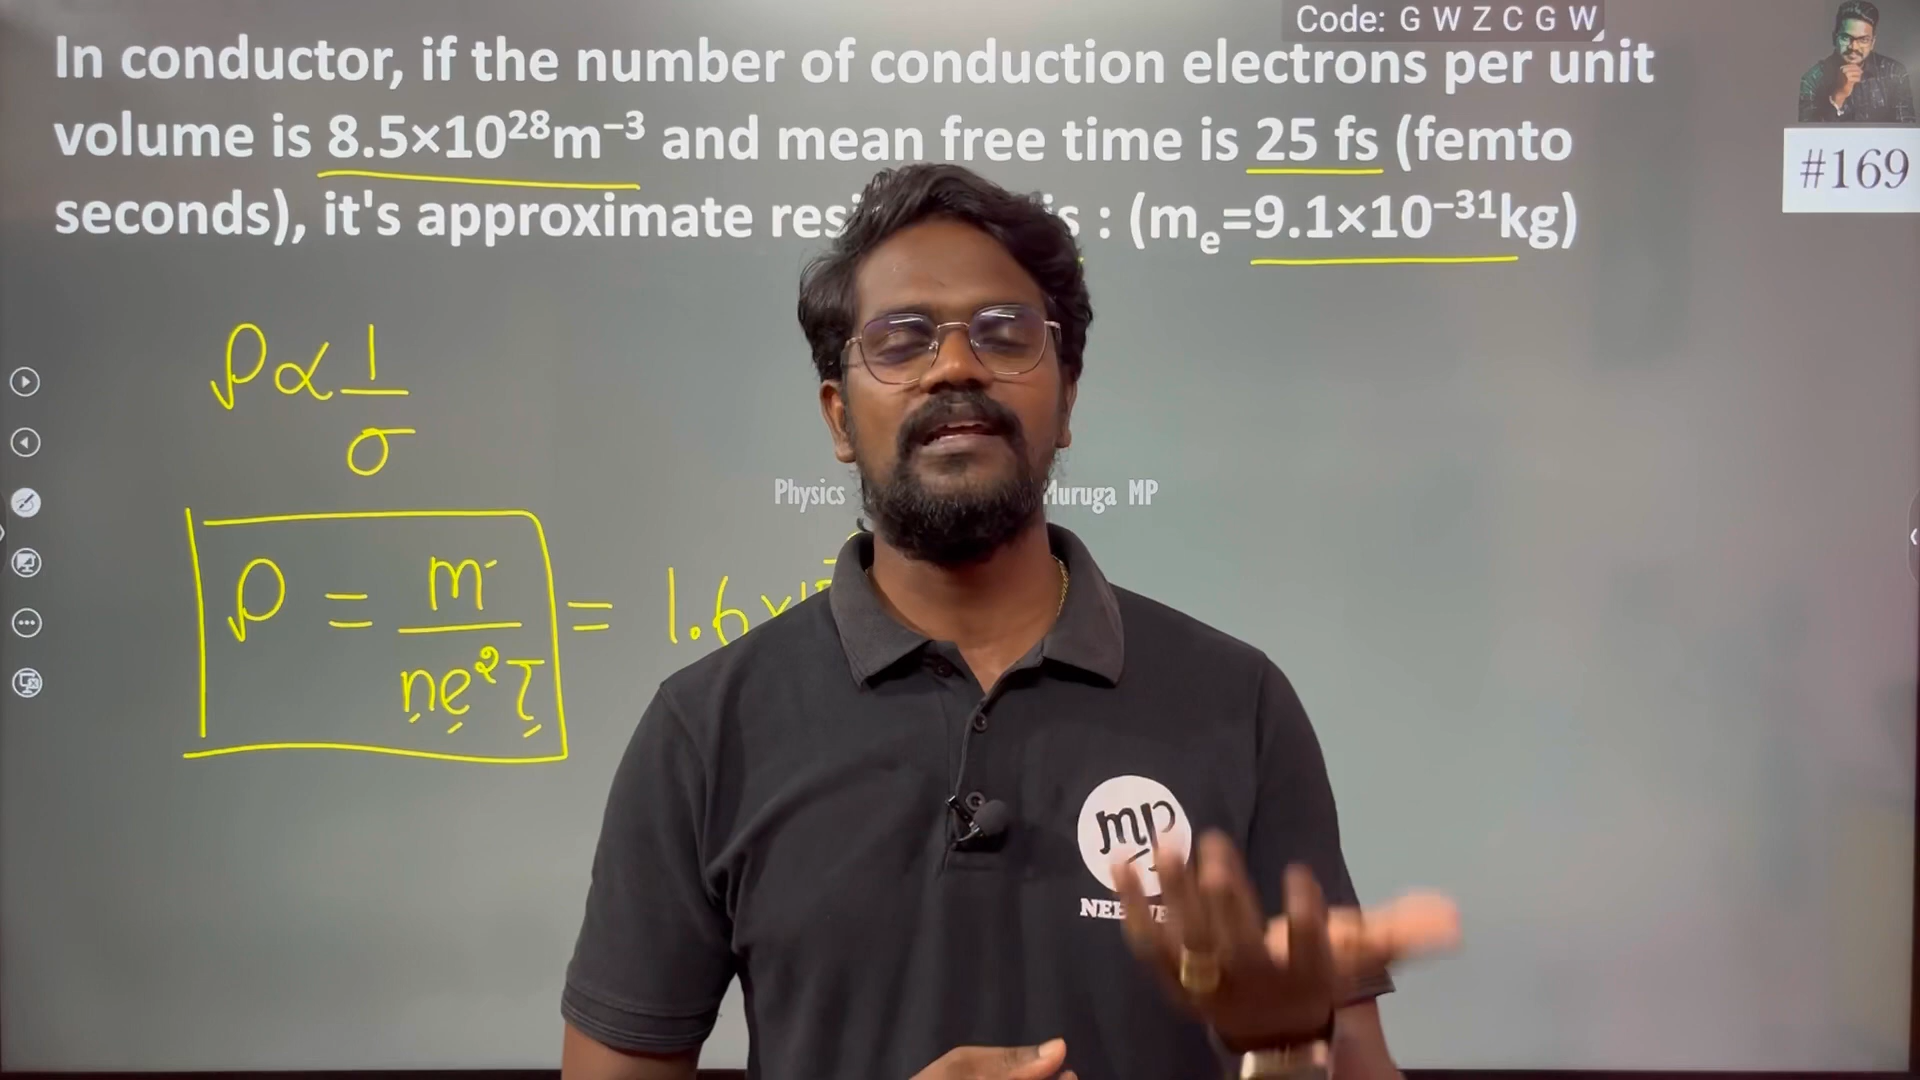 Code: G W Z C G W
In conductor, if the number of conduction electrons per unit
volume is 8.5×10²⁸m⁻³ and mean free time is 25 fs (femto
seconds), it's approximate res s : (mₑ=9.1×10⁻³¹kg)
#169
ρ ∝ 1/σ
Physics Muruga MP
ρ = m/ne²τ = 1.6×10
mp